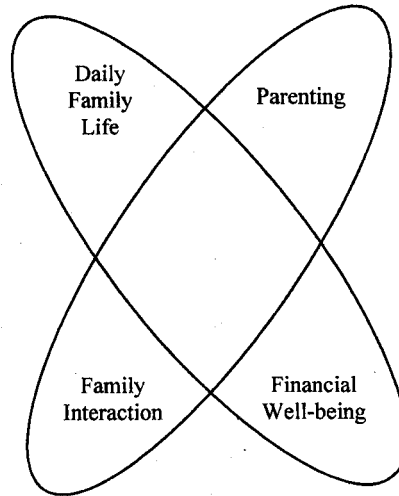 Daily
Family
Life
Parenting
Family
Interaction
Financial
Well-being